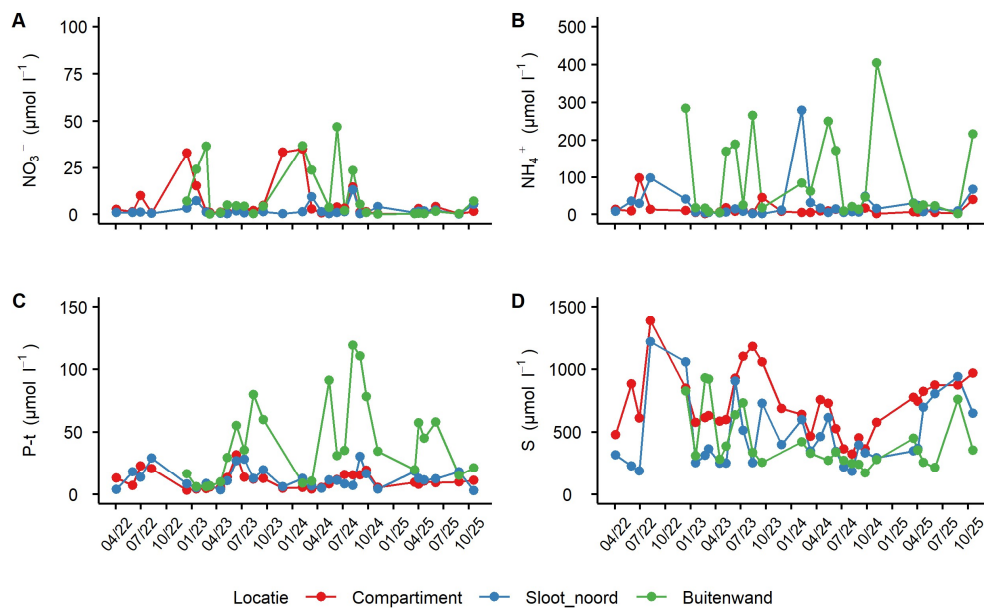 A
NO₃⁻ (µmol l⁻¹)
100
75
50
25
0
B
NH₄⁺ (µmol l⁻¹)
500
400
300
200
100
0
C
P-t (µmol l⁻¹)
150
100
50
0
04/22 07/22 10/22 01/23 04/23 07/23 10/23 01/24 04/24 07/24 10/24 01/25 04/25 07/25 10/25
D
S (µmol l⁻¹)
1500
1000
500
0
04/22 07/22 10/22 01/23 04/23 07/23 10/23 01/24 04/24 07/24 10/24 01/25 04/25 07/25 10/25
Locatie Compartiment Sloot_noord Buitenwand